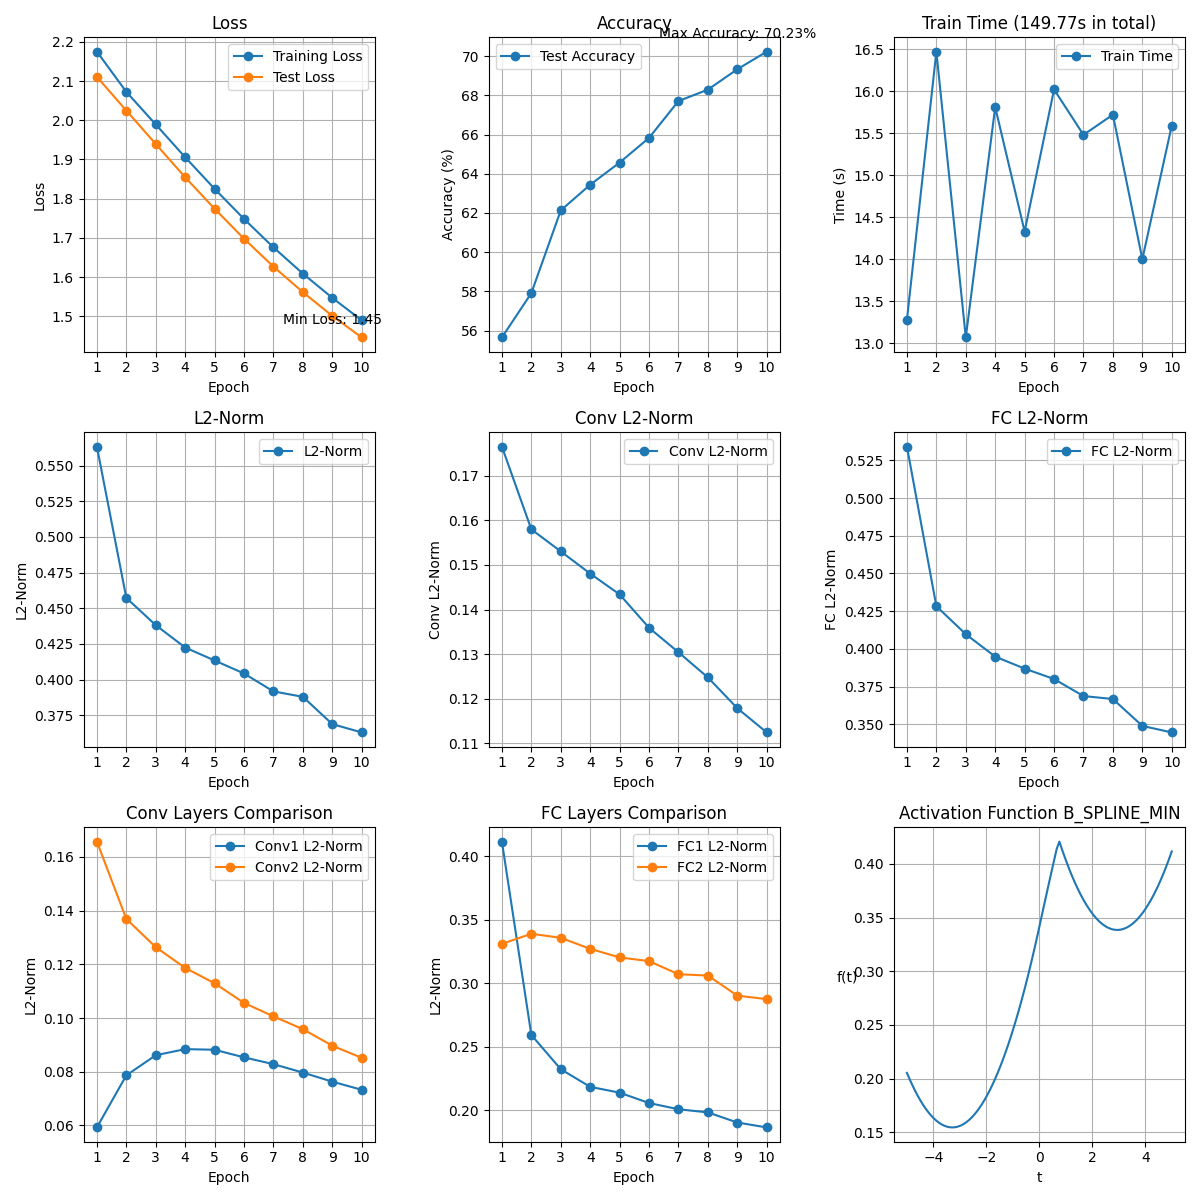 Loss
Training Loss
Test Loss
2.2
2.1
2.0
1.9
1.8
1.7
1.6
1.5
Loss
Min Loss: 1.45
1 2 3 4 5 6 7 8 9 10
Epoch
Accuracy
Max Accuracy: 70.23%
Test Accuracy
70
68
66
64
62
60
58
56
Accuracy (%)
1 2 3 4 5 6 7 8 9 10
Epoch
Train Time (149.77s in total)
Train Time
16.5
16.0
15.5
15.0
14.5
14.0
13.5
13.0
Time (s)
1 2 3 4 5 6 7 8 9 10
Epoch
L2-Norm
L2-Norm
0.550
0.525
0.500
0.475
0.450
0.425
0.400
0.375
L2-Norm
1 2 3 4 5 6 7 8 9 10
Epoch
Conv L2-Norm
Conv L2-Norm
0.17
0.16
0.15
0.14
0.13
0.12
0.11
Conv L2-Norm
1 2 3 4 5 6 7 8 9 10
Epoch
FC L2-Norm
FC L2-Norm
0.525
0.500
0.475
0.450
0.425
0.400
0.375
0.350
FC L2-Norm
1 2 3 4 5 6 7 8 9 10
Epoch
Conv Layers Comparison
Conv1 L2-Norm
Conv2 L2-Norm
0.16
0.14
0.12
0.10
0.08
0.06
L2-Norm
1 2 3 4 5 6 7 8 9 10
Epoch
FC Layers Comparison
FC1 L2-Norm
FC2 L2-Norm
0.40
0.35
0.30
0.25
0.20
L2-Norm
1 2 3 4 5 6 7 8 9 10
Epoch
Activation Function B_SPLINE_MIN
0.40
0.35
0.30
0.25
0.20
0.15
f(t)
−4 −2 0 2 4
t